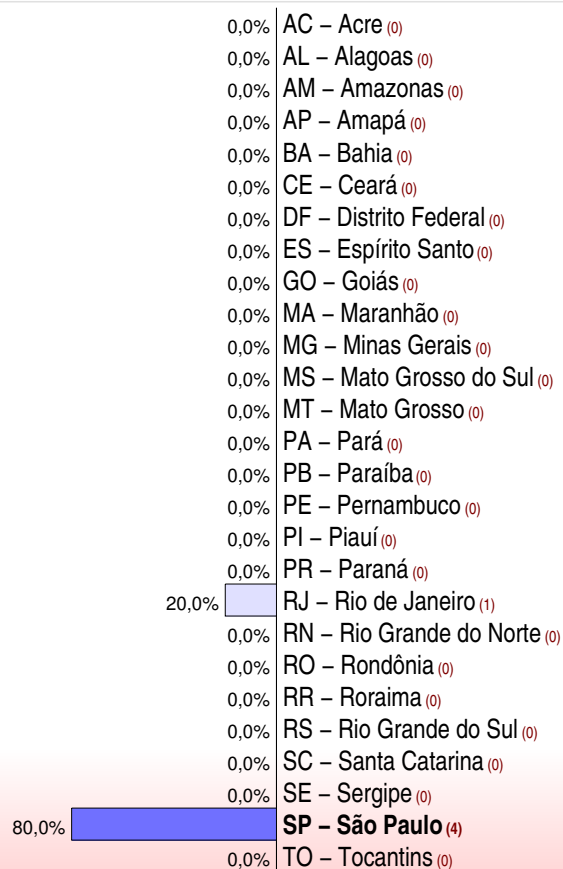 0,0% AC – Acre (0)
0,0% AL – Alagoas (0)
0,0% AM – Amazonas (0)
0,0% AP – Amapá (0)
0,0% BA – Bahia (0)
0,0% CE – Ceará (0)
0,0% DF – Distrito Federal (0)
0,0% ES – Espírito Santo (0)
0,0% GO – Goiás (0)
0,0% MA – Maranhão (0)
0,0% MG – Minas Gerais (0)
0,0% MS – Mato Grosso do Sul (0)
0,0% MT – Mato Grosso (0)
0,0% PA – Pará (0)
0,0% PB – Paraíba (0)
0,0% PE – Pernambuco (0)
0,0% PI – Piauí (0)
0,0% PR – Paraná (0)
20,0% RJ – Rio de Janeiro (1)
0,0% RN – Rio Grande do Norte (0)
0,0% RO – Rondônia (0)
0,0% RR – Roraima (0)
0,0% RS – Rio Grande do Sul (0)
0,0% SC – Santa Catarina (0)
0,0% SE – Sergipe (0)
80,0% SP – São Paulo (4)
0,0% TO – Tocantins (0)